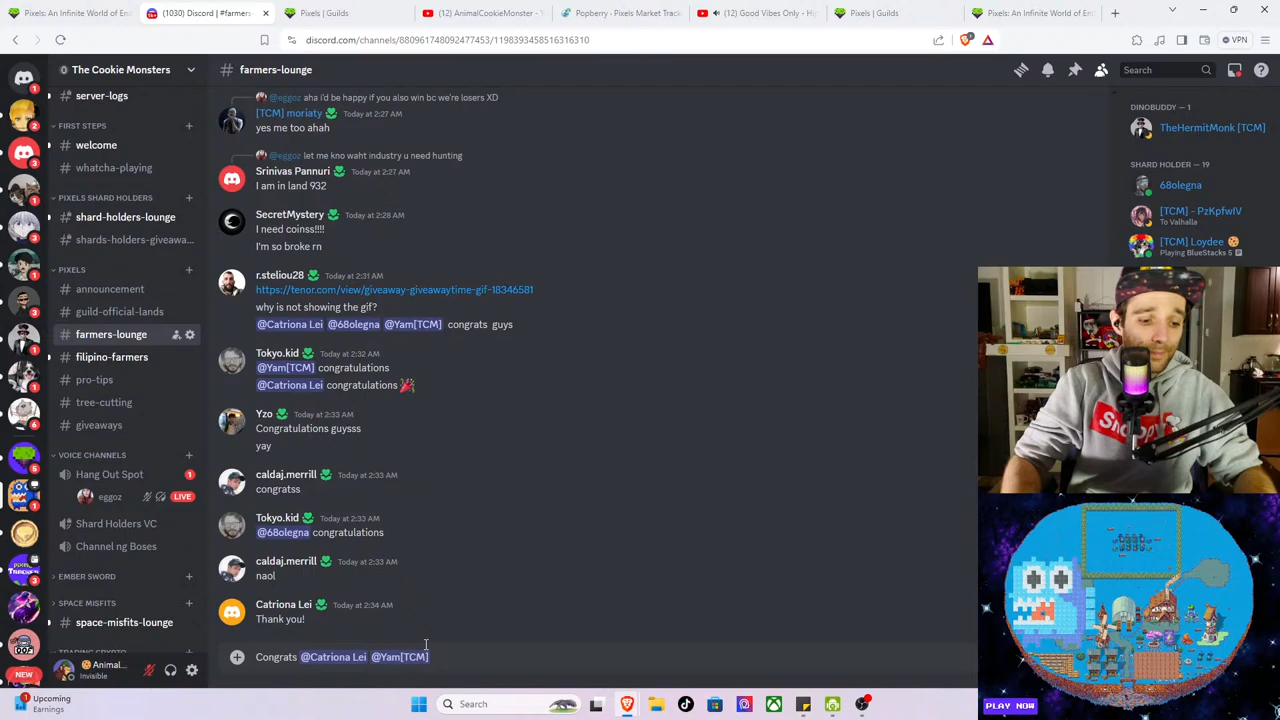 Pixels: An Infinite World of
(1030) Discord | #farmers-
Pixels | Guilds
(12) AnimalCookieMonster - 
Popberry - Pixels Market Track
(12) Good Vibes Only - Hi
Pixels | Guilds
Pixels: An Infinite World of En
discord.com/channels/880961748092477453/1198393458516316310
VPN
The Cookie Monsters
# farmers-lounge
Search
# server-logs
FIRST STEPS
# welcome
# whatcha-playing
PIXELS SHARD HOLDERS
# shard-holders-lounge
# shards-holders-giveawa...
PIXELS
# announcement
# guild-official-lands
# farmers-lounge
# filipino-farmers
# pro-tips
# tree-cutting
# giveaways
VOICE CHANNELS
Hang Out Spot 1
eggoz LIVE
Shard Holders VC
Channel ng Boses
EMBER SWORD
SPACE MISFITS
# space-misfits-lounge
NEW
Animal...
Invisible
@eggoz aha i'd be happy if you also win bc we're losers XD
[TCM] moriaty Today at 2:27 AM
yes me too ahah
@eggoz let me kno waht industry u need hunting
Srinivas Pannuri Today at 2:27 AM
I am in land 932
SecretMystery Today at 2:28 AM
I need coinss!!!!
I'm so broke rn
r.steliou28 Today at 2:31 AM
https://tenor.com/view/giveaway-giveawaytime-gif-18346581
why is not showing the gif?
@Catriona Lei @68olegna @Yam[TCM] congrats guys
Tokyo.kid Today at 2:32 AM
@Yam[TCM] congratulations
@Catriona Lei congratulations 🎉
Yzo Today at 2:33 AM
Congratulations guysss
yay
caldaj.merrill Today at 2:33 AM
congratss
Tokyo.kid Today at 2:33 AM
@68olegna congratulations
caldaj.merrill Today at 2:33 AM
naol
Catriona Lei Today at 2:34 AM
Thank you!
Congrats @Catriona Lei @Yam[TCM]
DINOBUDDY — 1
TheHermitMonk [TCM]
SHARD HOLDER — 19
68olegna
[TCM] - PzKpfwIV
To Valhalla
[TCM] Loydee 🍪
Playing BlueStacks 5
PLAY NOW
Upcoming
Earnings
Search